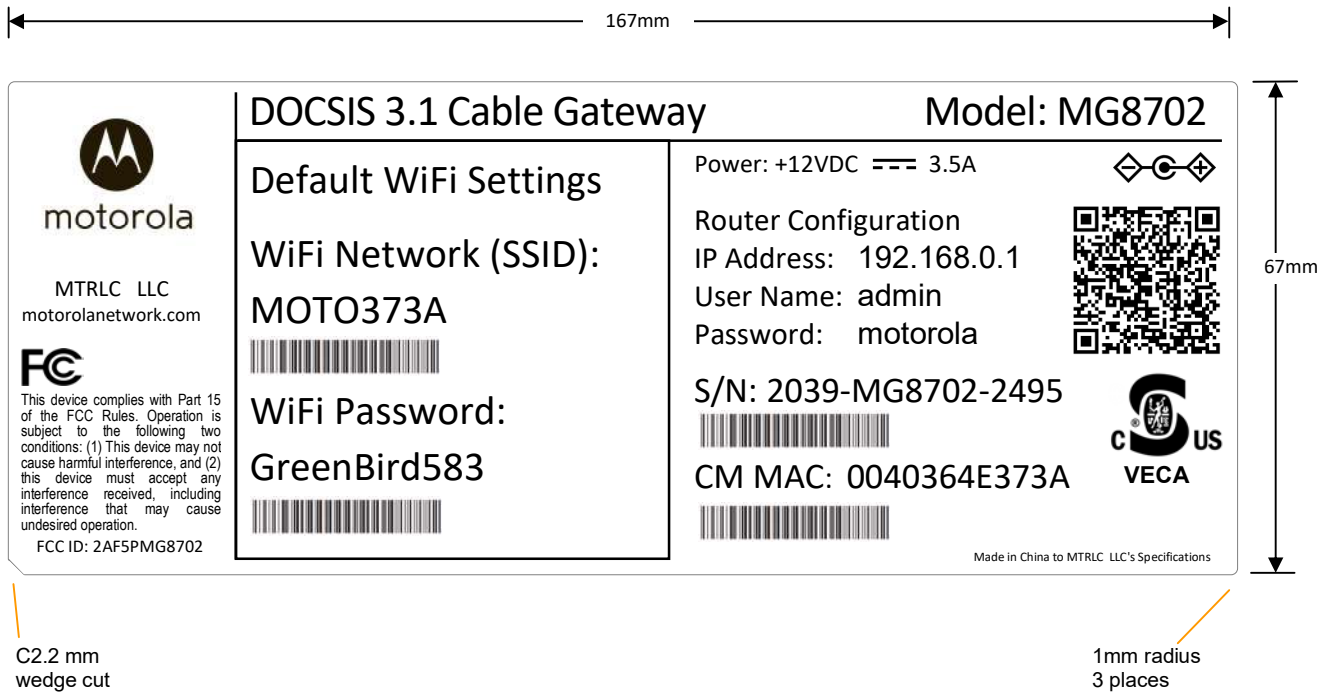 167mm
motorola
MTRLC LLC
motorolanetwork.com
FC
This device complies with Part 15
of the FCC Rules. Operation is
subject to the following two
conditions: (1) This device may not
cause harmful interference, and (2)
this device must accept any
interference received, including
interference that may cause
undesired operation.
FCC ID: 2AF5PMG8702
DOCSIS 3.1 Cable Gateway
Model: MG8702
Default WiFi Settings
WiFi Network (SSID):
MOTO373A
WiFi Password:
GreenBird583
Power: +12VDC 3.5A
Router Configuration
IP Address: 192.168.0.1
User Name: admin
Password: motorola
S/N: 2039-MG8702-2495
CM MAC: 0040364E373A
C ® US
VECA
Made in China to MTRLC LLC's Specifications
67mm
C2.2 mm
wedge cut
1mm radius
3 places